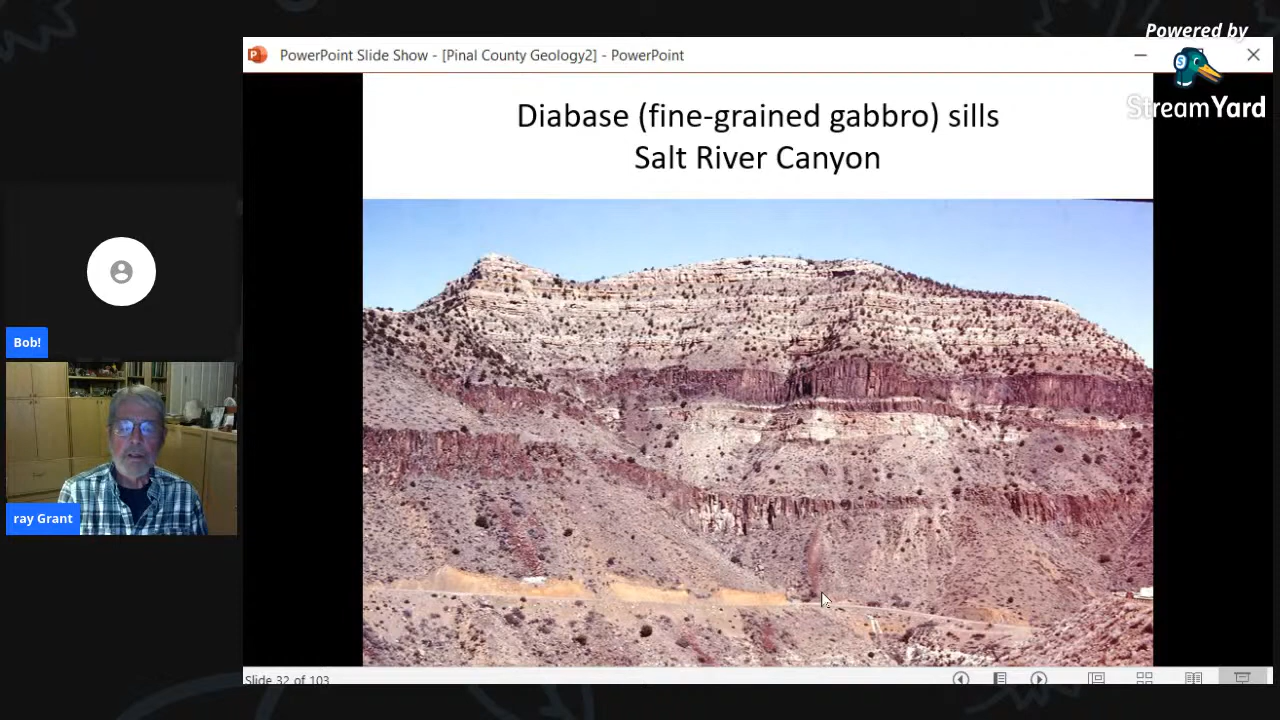 Powered by
StreamYard
PowerPoint Slide Show - [Pinal County Geology2] - PowerPoint
Diabase (fine-grained gabbro) sills
Salt River Canyon
Bob!
ray Grant
Slide 32 of 103